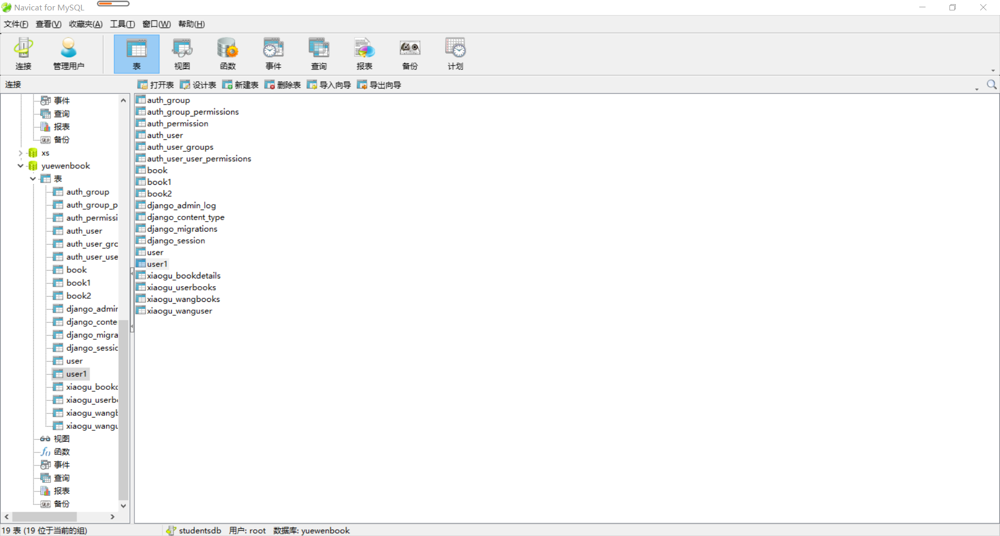 Navicat for MySQL
文件(F) 查看(V) 收藏夹(A) 工具(T) 窗口(W) 帮助(H)
连接 管理用户 表 视图 函数 事件 查询 报表 备份 计划
连接 打开表 设计表 新建表 删除表 导入向导 导出向导
事件
查询
报表
备份
xs
yuewenbook
表
auth_group
auth_group_p
auth_permissi
auth_user
auth_user_grc
auth_user_use
book
book1
book2
django_admir
django_conte
django_migra
django_sessic
user
user1
xiaogu_bookc
xiaogu_userb
xiaogu_wangb
xiaogu_wangu
视图
函数
事件
查询
报表
备份
auth_group
auth_group_permissions
auth_permission
auth_user
auth_user_groups
auth_user_user_permissions
book
book1
book2
django_admin_log
django_content_type
django_migrations
django_session
user
user1
xiaogu_bookdetails
xiaogu_userbooks
xiaogu_wangbooks
xiaogu_wanguser
19 表 (19 位于当前的组) studentsdb 用户: root 数据库: yuewenbook